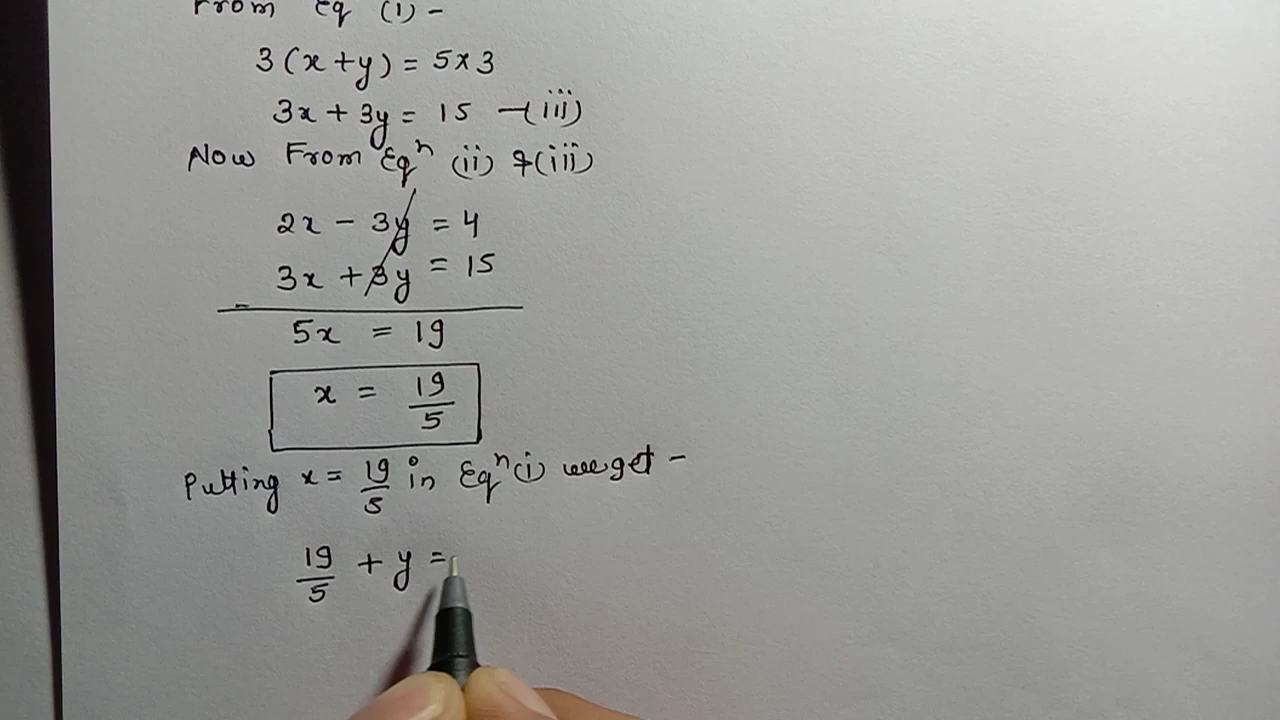 From Eq (i) -
3(x+y) = 5×3
3x + 3y = 15 -(iii)
Now From Eqⁿ (ii) & (iii)
2x - 3y = 4
3x + 3y = 15
-
5x = 19
x = 19/5
Putting x = 19/5 in Eqⁿ(i) we get -
19/5 + y =